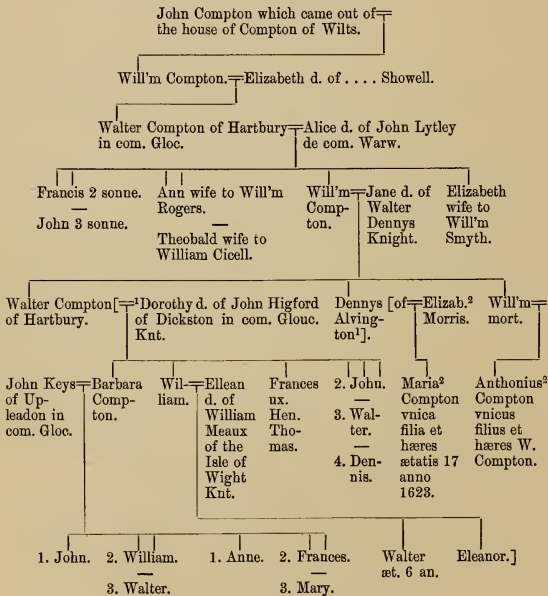 John Compton which came out of
the house of Compton of Wilts.
Will'm Compton. Elizabeth d. of . . . . Showell.
Walter Compton of Hartbury
in com. Gloc.
Alice d. of John Lytley
de com. Warw.
Francis 2 sonne.
—
John 3 sonne.
Ann wife to Will'm
Rogers.
—
Theobald wife to
William Cicell.
Will'm
Comp-
ton.
Jane d. of
Walter
Dennys
Knight.
Elizabeth
wife to
Will'm
Smyth.
Walter Compton [
of Hartbury.
¹Dorothy d. of John Higford
of Dickston in com. Glouc.
Knt.
Dennys [of
Alving-
ton¹].
Elizab.²
Morris.
Will'm
mort.
John Keys
of Up-
leadon in
com. Gloc.
Barbara
Comp-
ton.
Wil-
liam.
Ellean
d. of
William
Meaux
of the
Isle of
Wight
Knt.
Frances
ux.
Hen.
Tho-
mas.
2. John.
—
3. Wal-
ter.
—
4. Den-
nis.
Maria²
Compton
vnica
filia et
hæres
ætatis 17
anno
1623.
Anthonius²
Compton
vnicus
filius et
hæres W.
Compton.
1. John.
2. William.
—
3. Walter.
1. Anne.
2. Frances.
—
3. Mary.
Walter
æt. 6 an.
Eleanor.]